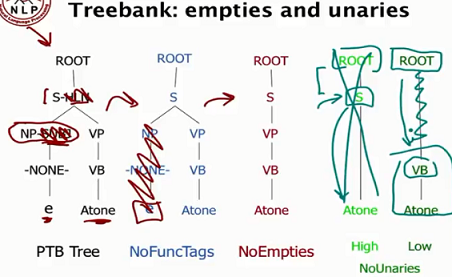 NLP
Treebank: empties and unaries
ROOT ROOT ROOT ROOT ROOT
S-HLN S S S
NP-SUBJ VP NP VP VP
-NONE- VB -NONE- VB VB VB
e Atone e Atone Atone Atone Atone
PTB Tree NoFuncTags NoEmpties High Low
NoUnaries